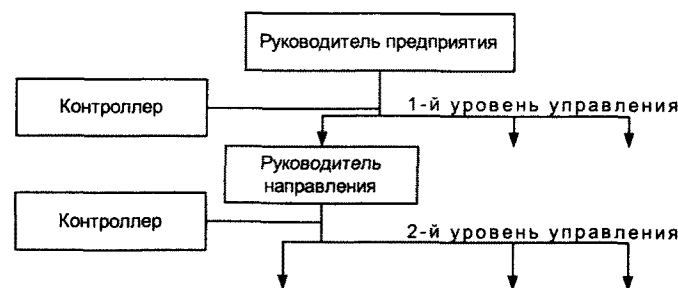 Руководитель предприятия
Контроллер
1-й уровень управления
Руководитель
направления
Контроллер
2-й уровень управления